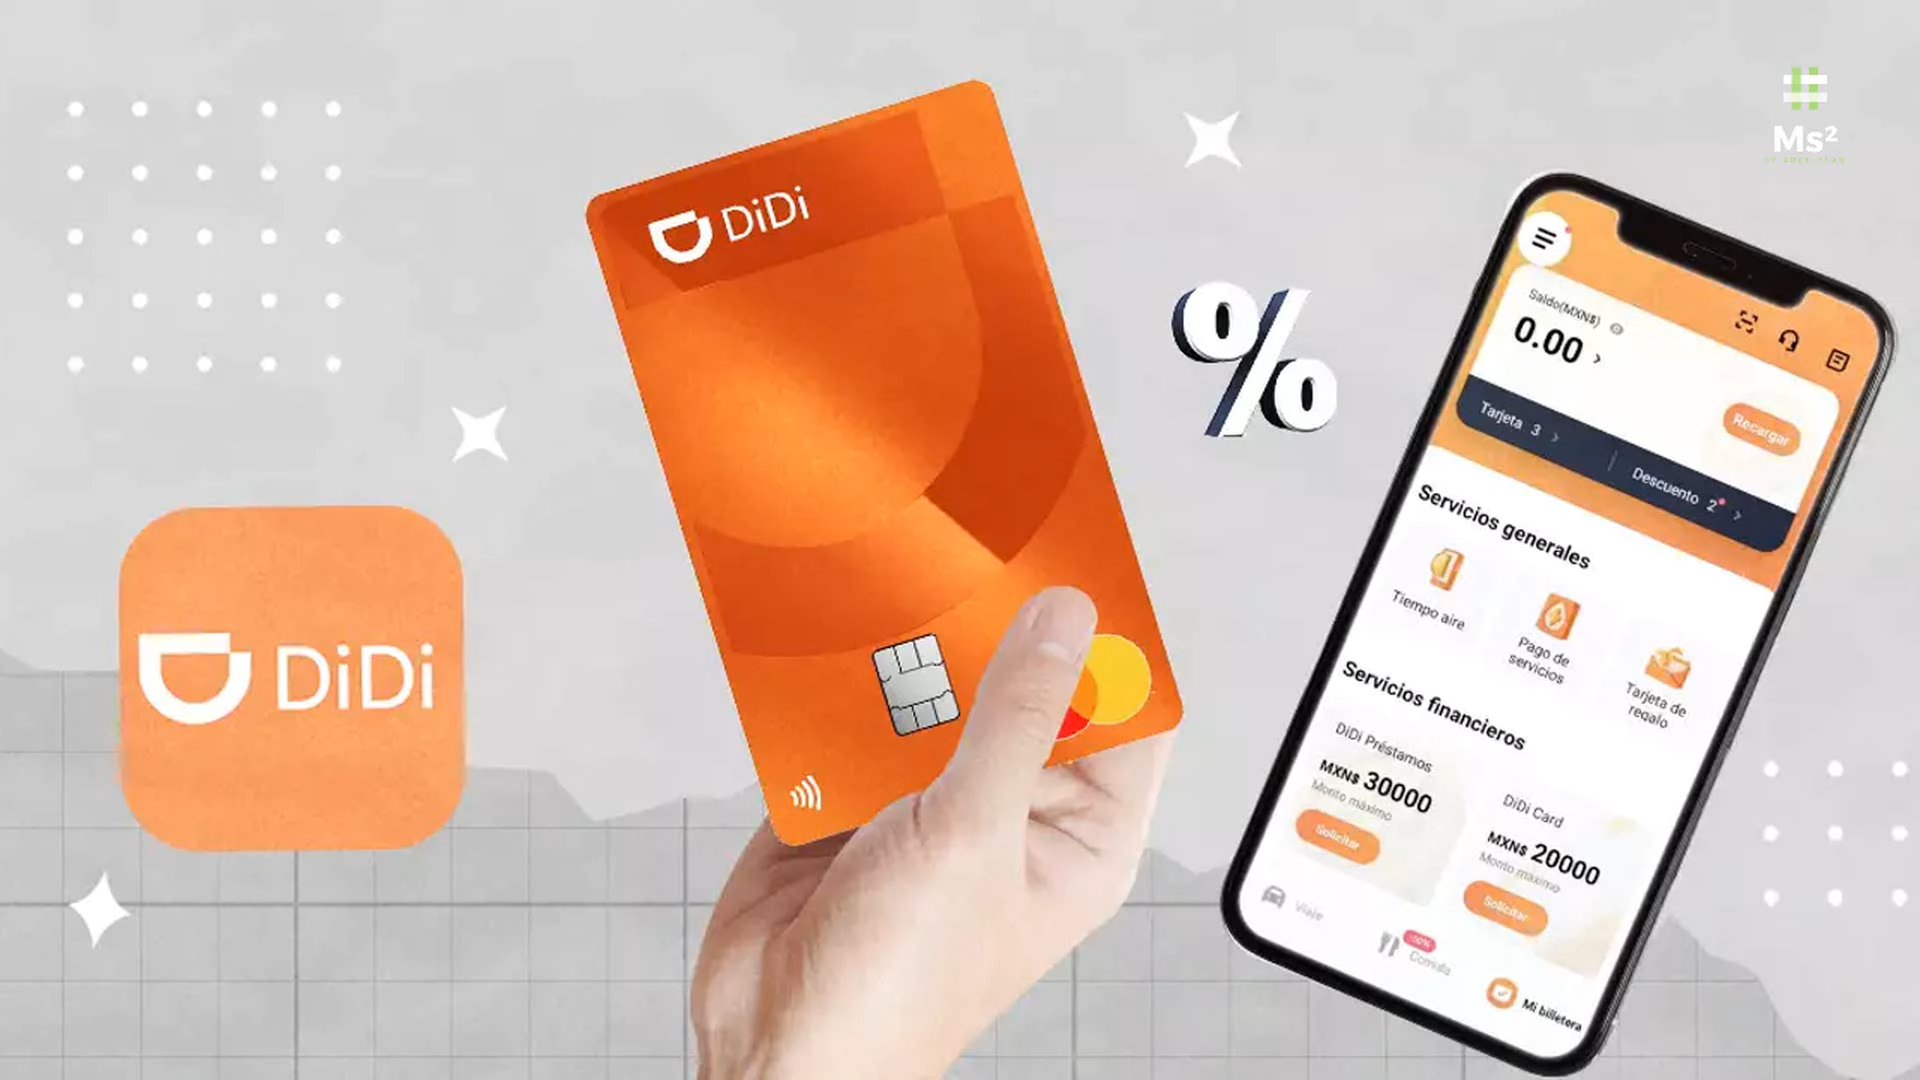 Ms²
DiDi
DiDi
%
Saldo(MXN$)
0.00 >
Recargar
Tarjeta 3 >
Descuento 2 >
Servicios generales
Tiempo aire
Pago de
servicios
Tarjeta de
regalo
Servicios financieros
DiDi Préstamos
MXN$ 30000
Monto máximo
Solicitar
DiDi Card
MXN$ 20000
Monto máximo
Solicitar
Viaje
Comida
Mi billetera